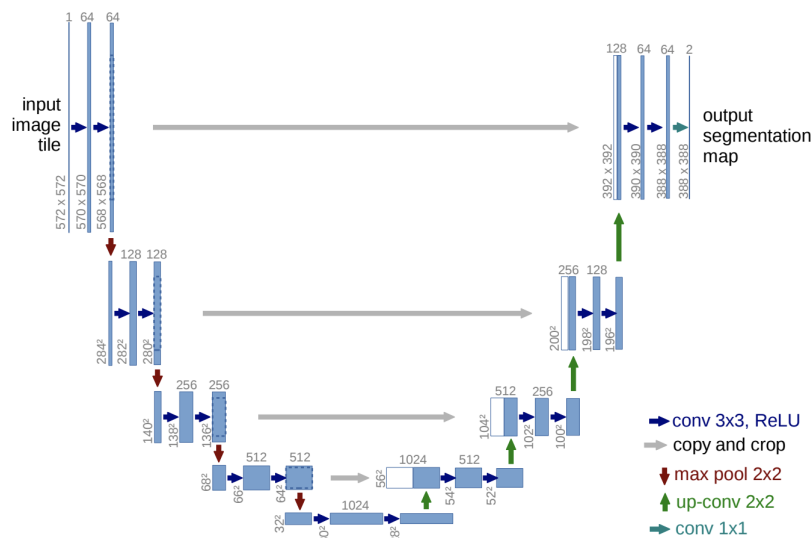 1 64 64
input
image
tile
572 x 572
570 x 570
568 x 568
128 64 64 2
392 x 392
390 x 390
388 x 388
388 x 388
output
segmentation
map
128 128
284²
282²
280²
256 128
200²
198²
196²
256 256
140²
138²
136²
512 256
104²
102²
100²
512 512
68²
66²
64²
1024 512
56²
54²
52²
1024
32²
conv 3x3, ReLU
copy and crop
max pool 2x2
up-conv 2x2
conv 1x1